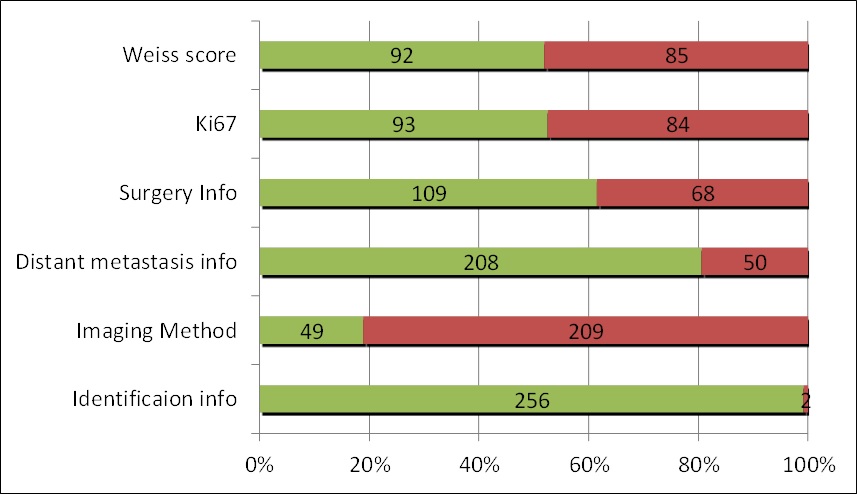 Weiss score 92 85
Ki67 93 84
Surgery Info 109 68
Distant metastasis info 208 50
Imaging Method 49 209
Identificaion info 256 2
0% 20% 40% 60% 80% 100%